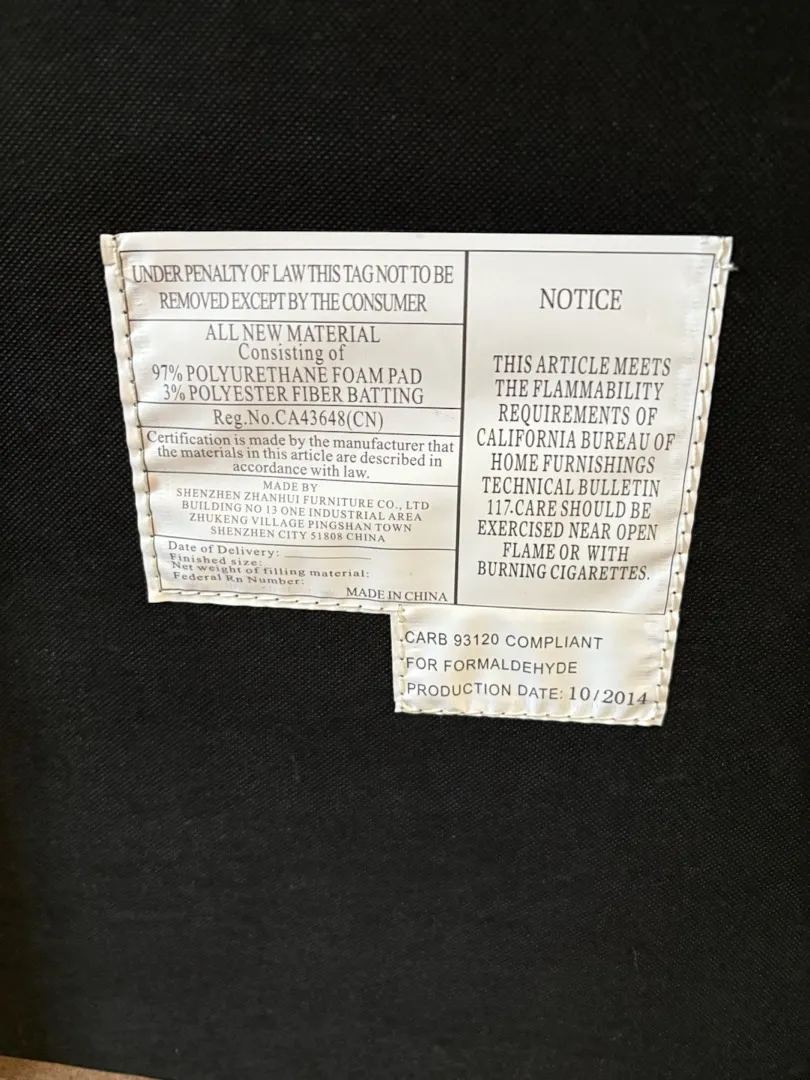 UNDER PENALTY OF LAW THIS TAG NOT TO BE
REMOVED EXCEPT BY THE CONSUMER
ALL NEW MATERIAL
Consisting of
97% POLYURETHANE FOAM PAD
3% POLYESTER FIBER BATTING
Reg.No.CA43648(CN)
Certification is made by the manufacturer that
the materials in this article are described in
accordance with law.
MADE BY
SHENZHEN ZHANHUI FURNITURE CO., LTD
BUILDING NO 13 ONE INDUSTRIAL AREA
ZHUKENG VILLAGE PINGSHAN TOWN
SHENZHEN CITY 51808 CHINA
Date of Delivery:
Finished size:
Net weight of filling material:
Federal Rn Number:
MADE IN CHINA
NOTICE
THIS ARTICLE MEETS
THE FLAMMABILITY
REQUIREMENTS OF
CALIFORNIA BUREAU OF
HOME FURNISHINGS
TECHNICAL BULLETIN
117.CARE SHOULD BE
EXERCISED NEAR OPEN
FLAME OR WITH
BURNING CIGARETTES.
CARB 93120 COMPLIANT
FOR FORMALDEHYDE
PRODUCTION DATE: 10/2014